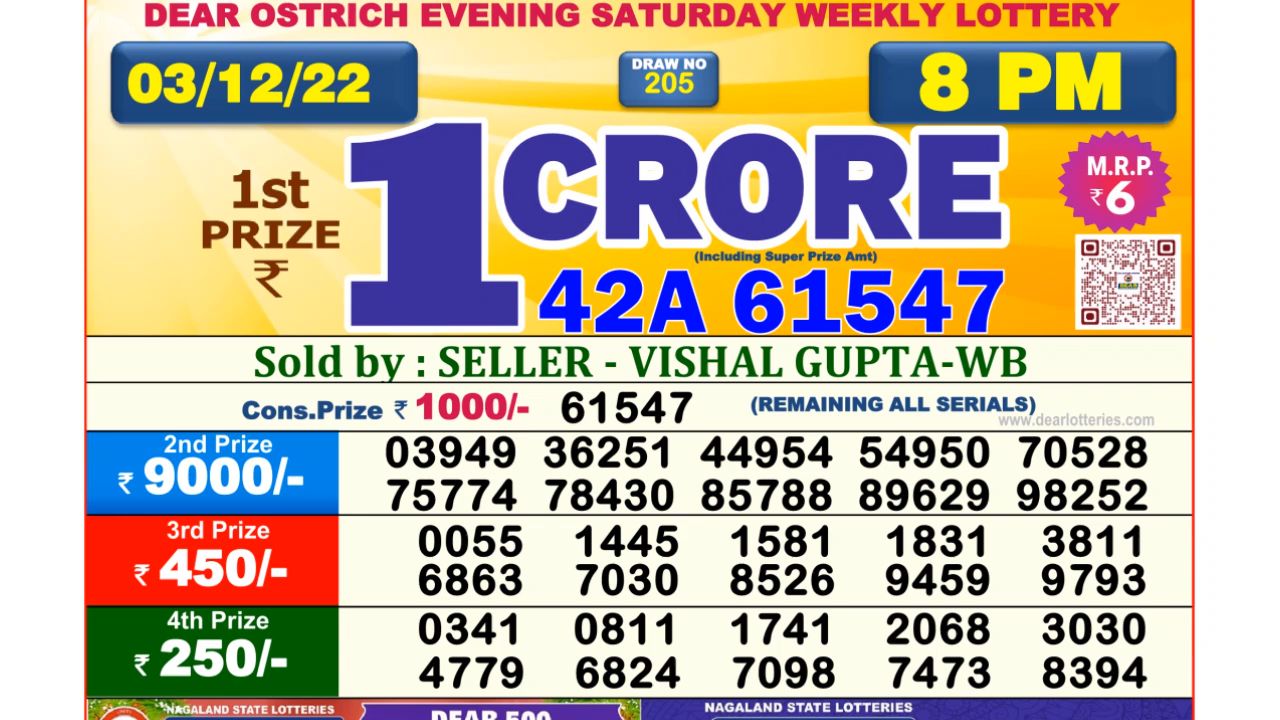 DEAR OSTRICH EVENING SATURDAY WEEKLY LOTTERY
03/12/22
DRAW NO
205
8 PM
1st
PRIZE
₹
1 CRORE
(Including Super Prize Amt)
42A 61547
M.R.P.
₹ 6
Sold by : SELLER - VISHAL GUPTA-WB
Cons.Prize ₹ 1000/- 61547 (REMAINING ALL SERIALS)
www.dearlotteries.com
2nd Prize
₹ 9000/-
03949 36251 44954 54950 70528
75774 78430 85788 89629 98252
3rd Prize
₹ 450/-
0055 1445 1581 1831 3811
6863 7030 8526 9459 9793
4th Prize
₹ 250/-
0341 0811 1741 2068 3030
4779 6824 7098 7473 8394
NAGALAND STATE LOTTERIES
DEAR 500
NAGALAND STATE LOTTERIES